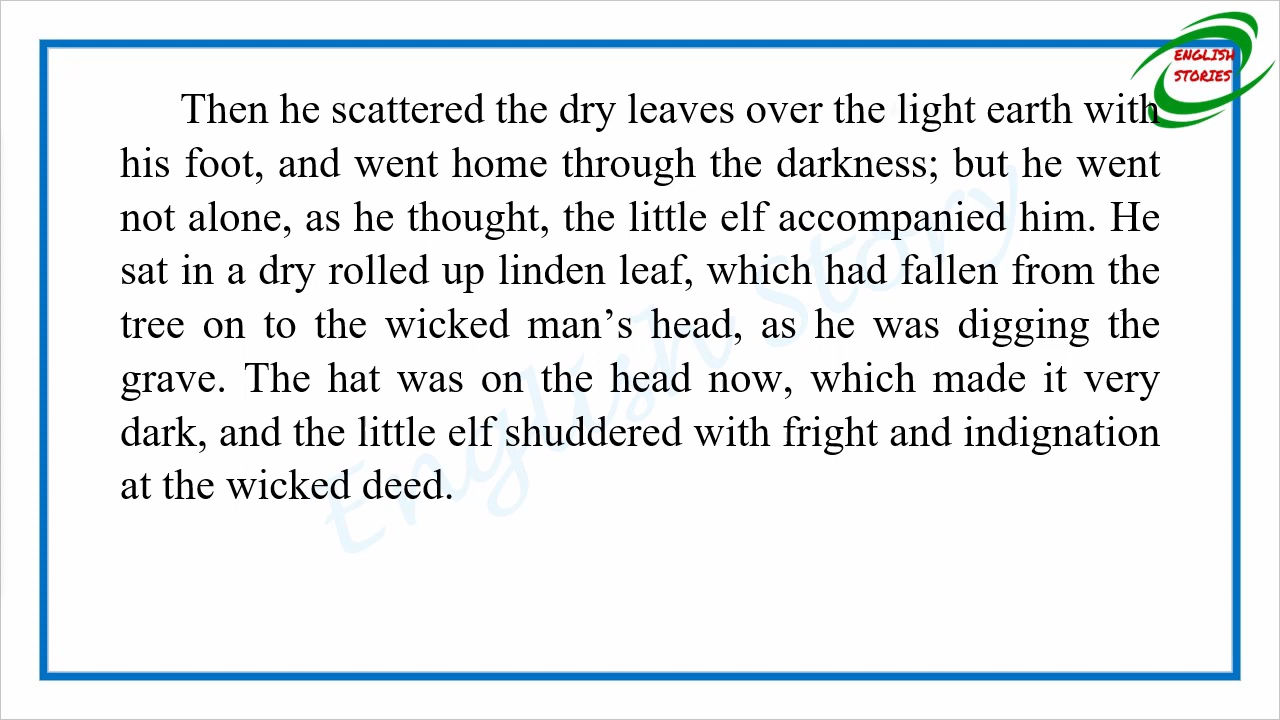 ENGLISH
STORIES
Then he scattered the dry leaves over the light earth with
his foot, and went home through the darkness; but he went
not alone, as he thought, the little elf accompanied him. He
sat in a dry rolled up linden leaf, which had fallen from the
tree on to the wicked man’s head, as he was digging the
grave. The hat was on the head now, which made it very
dark, and the little elf shuddered with fright and indignation
at the wicked deed.
English Story